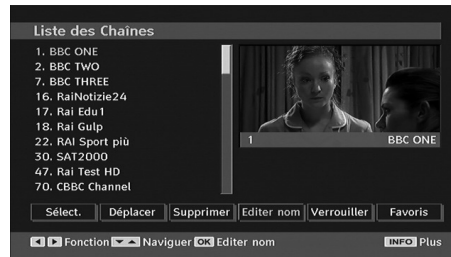 Liste des Chaînes
1. BBC ONE
2. BBC TWO
7. BBC THREE
16. RaiNotizie24
17. Rai Edu1
18. Rai Gulp
22. RAI Sport più
30. SAT2000
47. Rai Test HD
70. CBBC Channel
1 BBC ONE
Sélect. Déplacer Supprimer Editer nom Verrouiller Favoris
Fonction Naviguer OK Editer nom INFO Plus